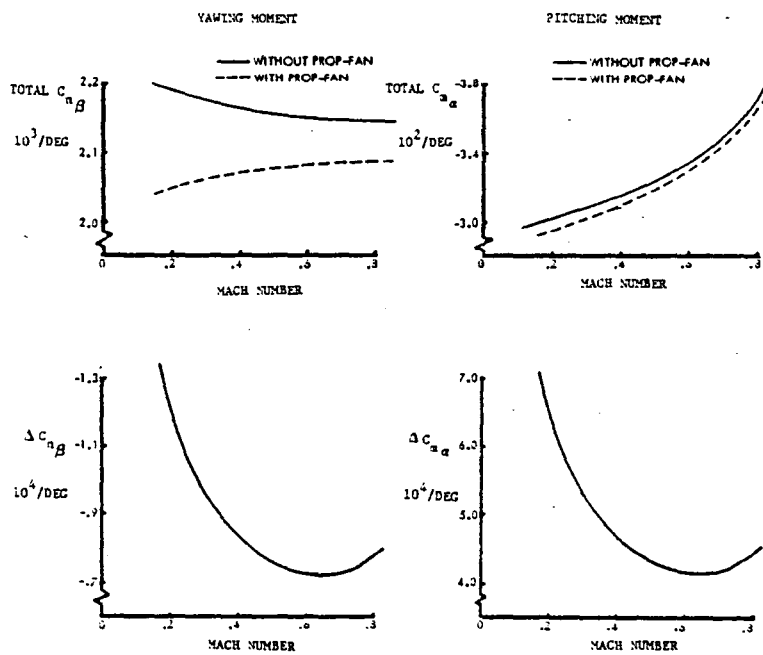 YAWING MOMENT
WITHOUT PROP-FAN
WITH PROP-FAN
TOTAL C n β
10³/DEG
2.2
2.1
2.0
0 .2 .4 .6 .8
MACH NUMBER
PITCHING MOMENT
WITHOUT PROP-FAN
WITH PROP-FAN
TOTAL C m α
10²/DEG
-3.8
-3.4
-3.0
0 .2 .4 .6 .8
MACH NUMBER
Δ C n β
10⁴/DEG
-1.3
-1.1
-.9
-.7
0 .2 .4 .6 .8
MACH NUMBER
Δ C m α
10⁴/DEG
7.0
6.0
5.0
4.0
0 .2 .4 .6 .8
MACH NUMBER